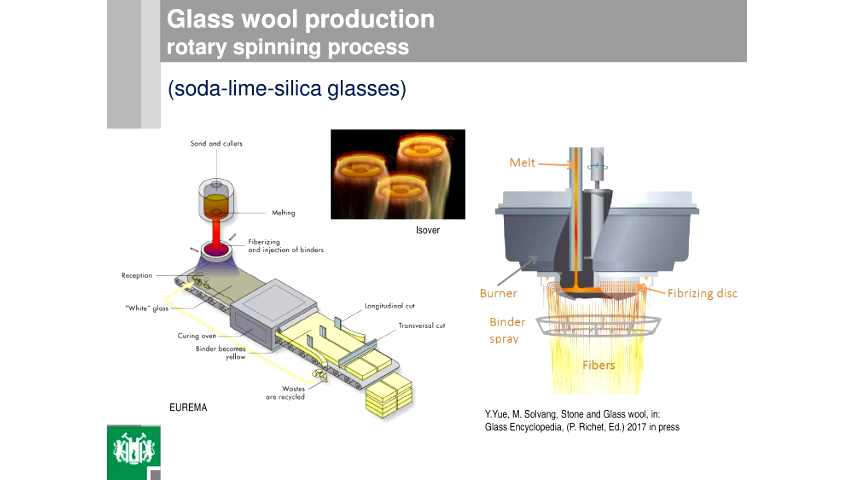 Glass wool production
rotary spinning process
(soda-lime-silica glasses)
Sand and cullets
Melting
Fiberizing
and injection of binders
Reception
"White" glass
Curing oven
Binder becomes
yellow
Longitudinal cut
Transversal cut
Wastes
are recycled
EUREMA
Isover
Melt
Burner
Fibrizing disc
Binder
spray
Fibers
Y.Yue, M. Solvang, Stone and Glass wool, in:
Glass Encyclopedia, (P. Richet, Ed.) 2017 in press